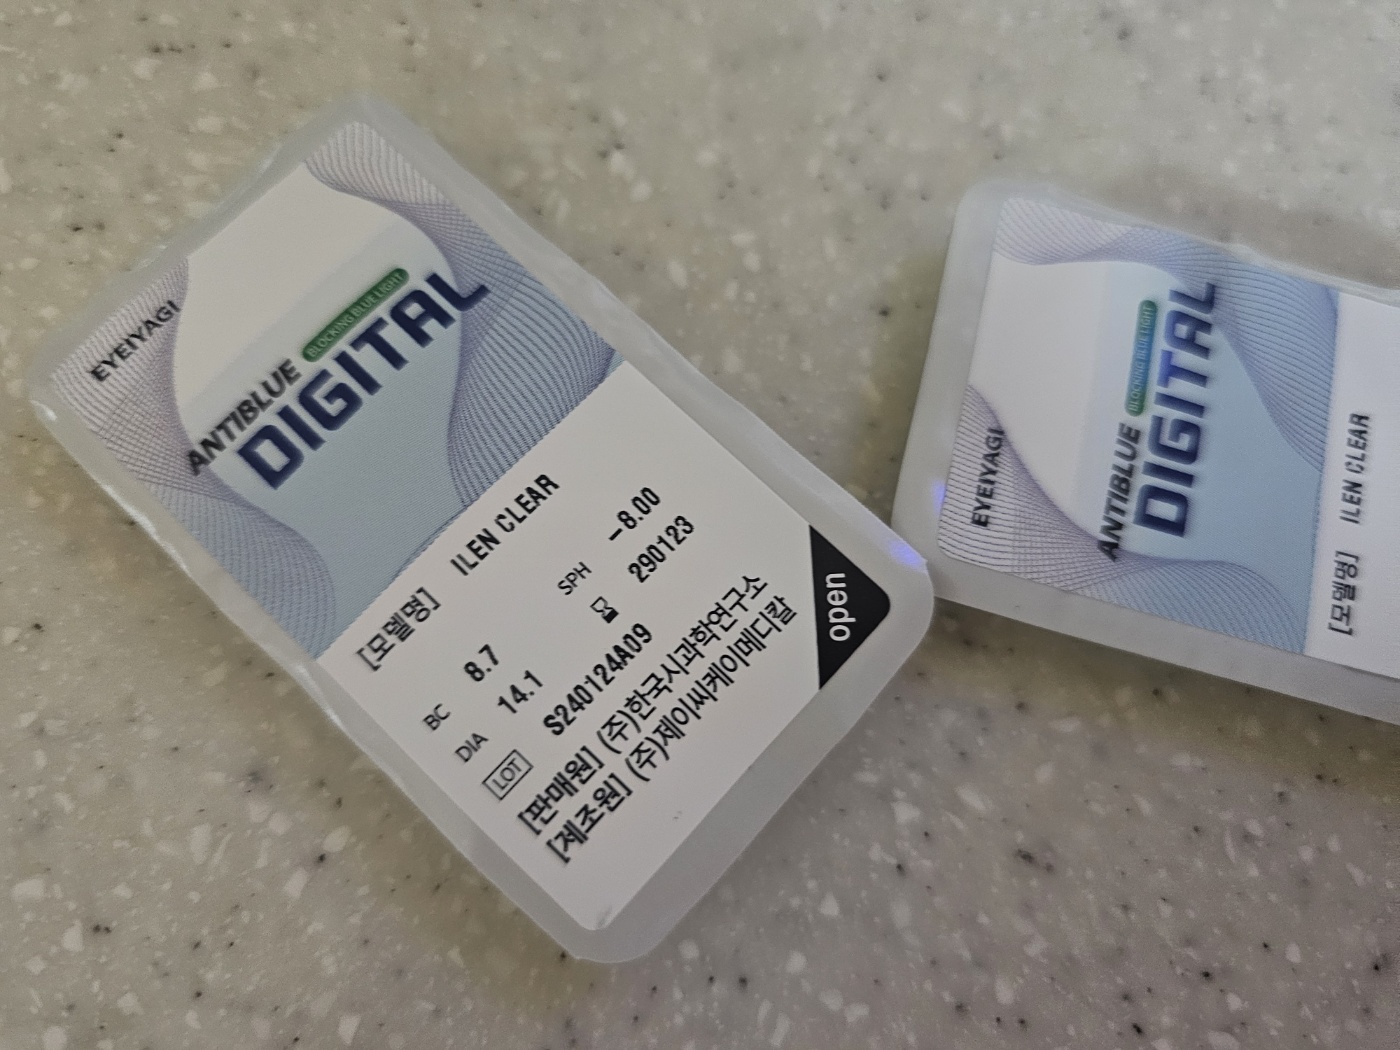 EYEIYAGI
ANTIBLUE BLOCKING BLUE LIGHT
DIGITAL
[모델명] ILEN CLEAR
BC 8.7 SPH -8.00
DIA 14.1 290123
LOT S240124A09
[판매원] (주)한국시과학연구소
[제조원] (주)제이씨케이메디칼
open
EYEIYAGI
ANTIBLUE BLOCKING BLUE LIGHT
DIGITAL
[모델명] ILEN CLEAR